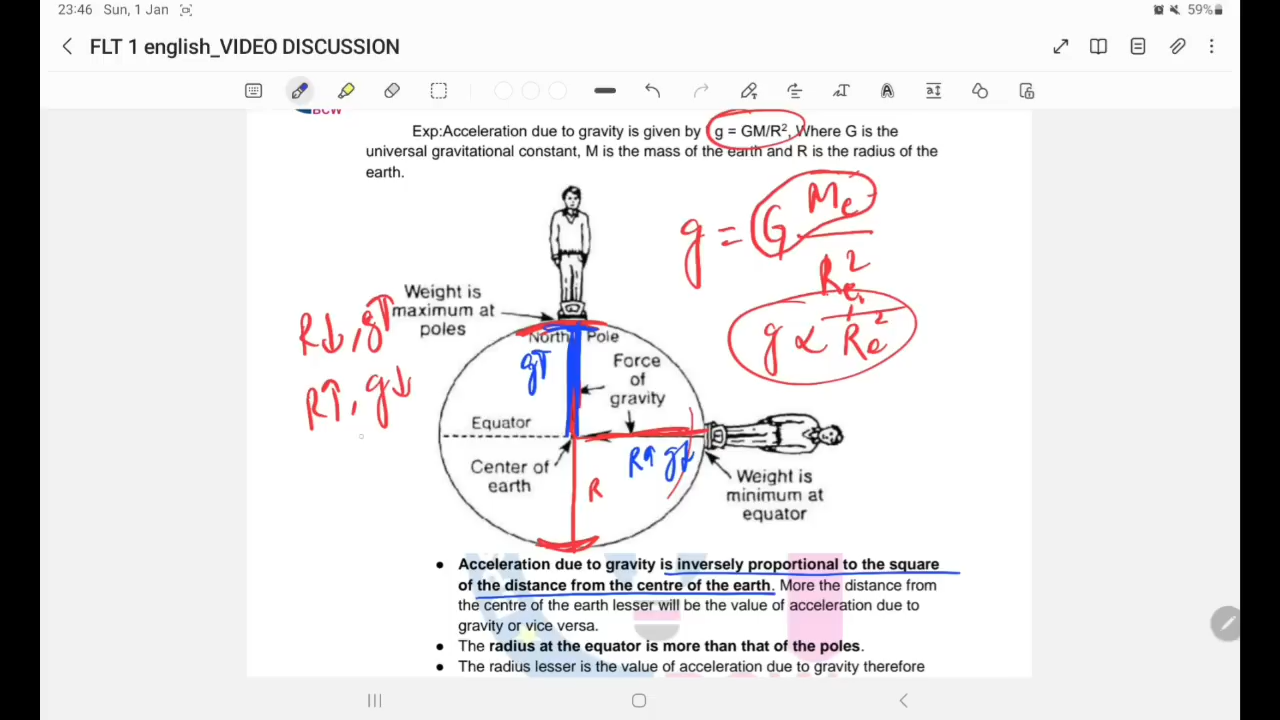 23:46 Sun, 1 Jan
59%
FLT 1 english_VIDEO DISCUSSION
BCW
Exp:Acceleration due to gravity is given by g = GM/R², Where G is the
universal gravitational constant, M is the mass of the earth and R is the radius of the
earth.
g = G Me
Re²
g ∝ 1
Re²
R↓, g↑
R↑, g↓
Weight is
maximum at
poles
North Pole
g↑
Force
of
gravity
Equator
Center of
earth
R↑ g↓
R
Weight is
minimum at
equator
• Acceleration due to gravity is inversely proportional to the square
of the distance from the centre of the earth. More the distance from
the centre of the earth lesser will be the value of acceleration due to
gravity or vice versa.
• The radius at the equator is more than that of the poles.
• The radius lesser is the value of acceleration due to gravity therefore